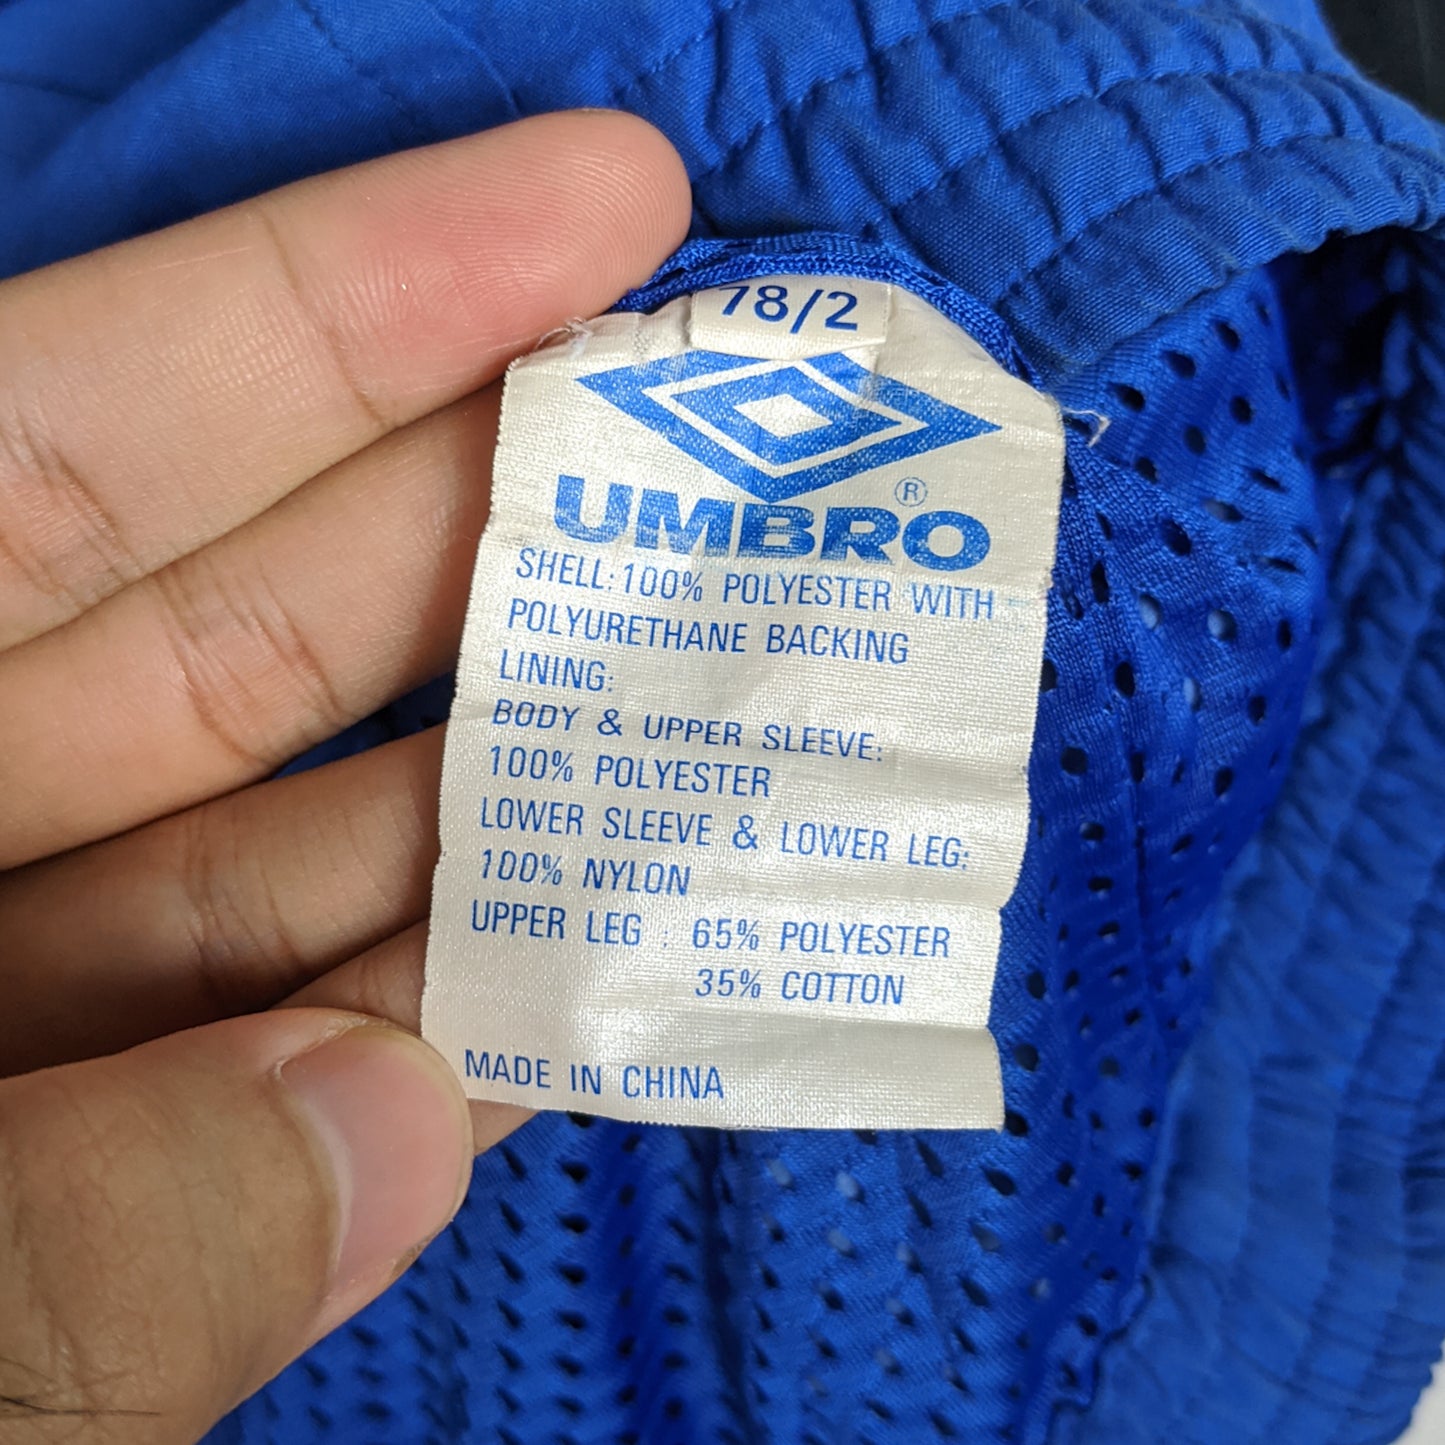 78/2
UMBRO®
SHELL: 100% POLYESTER WITH
POLYURETHANE BACKING
LINING:
BODY & UPPER SLEEVE:
100% POLYESTER
LOWER SLEEVE & LOWER LEG:
100% NYLON
UPPER LEG : 65% POLYESTER
35% COTTON
MADE IN CHINA